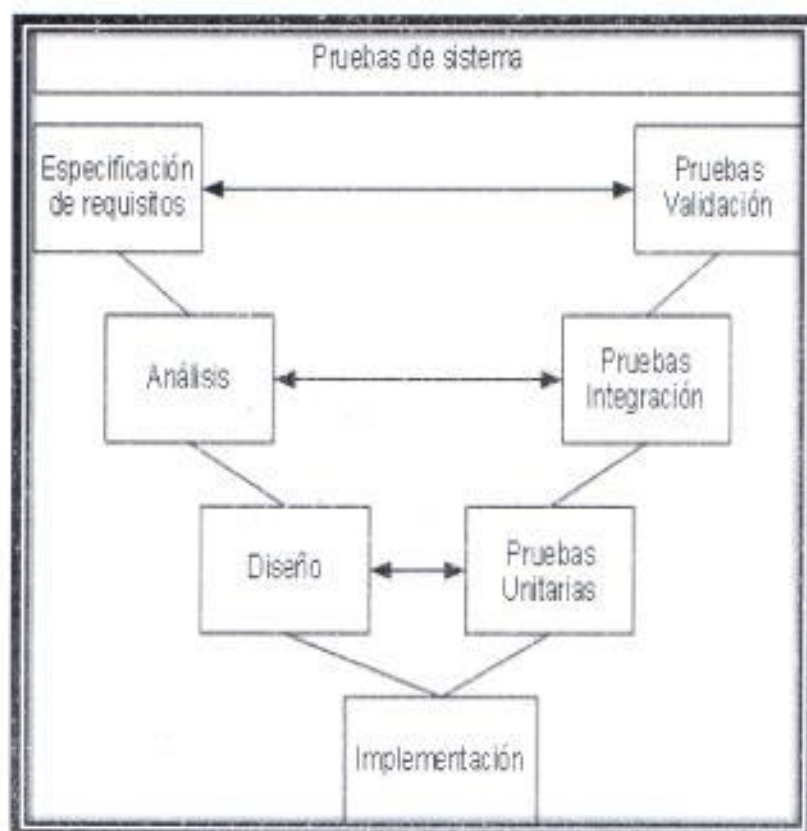 Pruebas de sistema
Especificación
de requisitos
Pruebas
Validación
Análisis
Pruebas
Integración
Diseño
Pruebas
Unitarias
Implementación